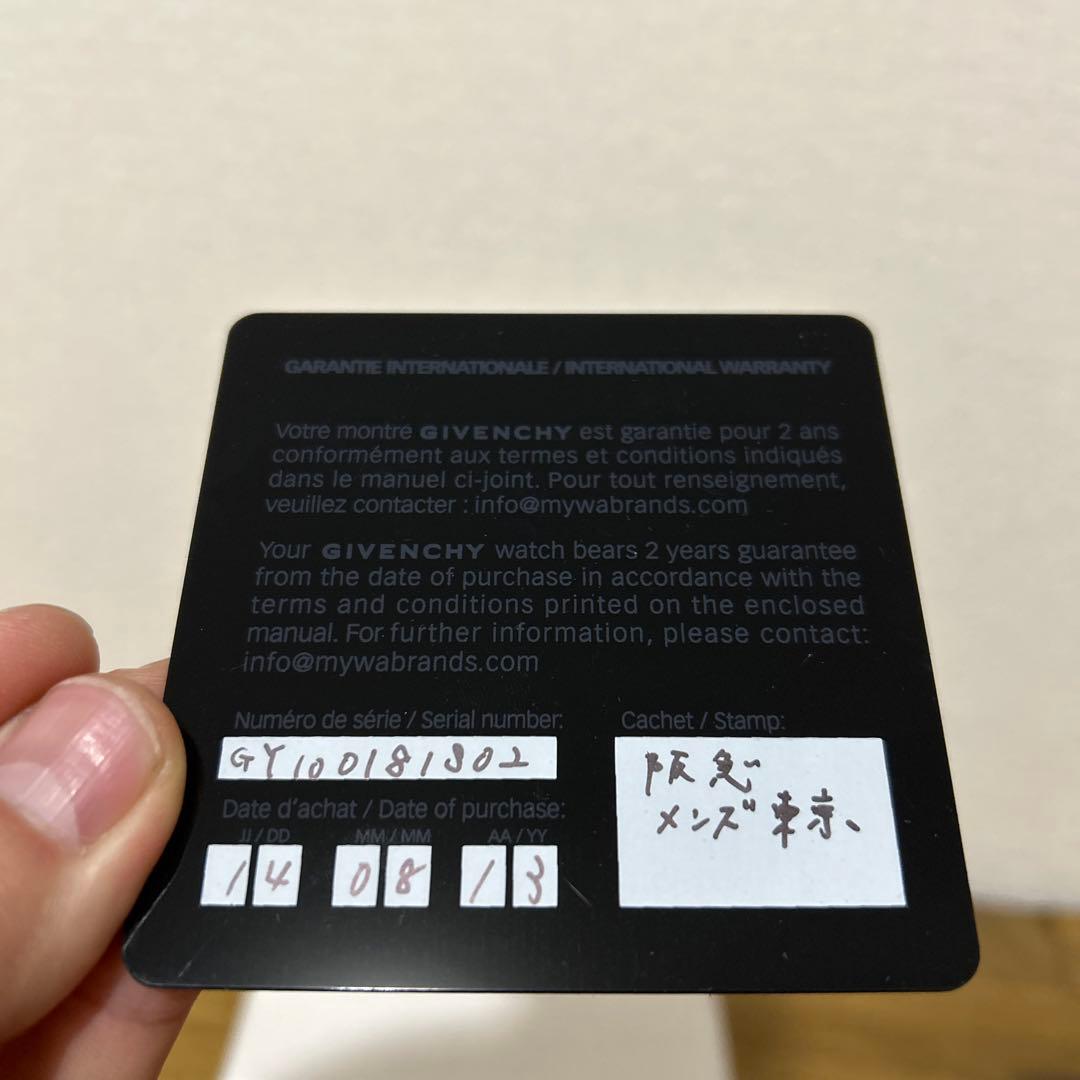 GARANTIE INTERNATIONALE / INTERNATIONAL WARRANTY
Votre montre GIVENCHY est garantie pour 2 ans
conformément aux termes et conditions indiqués
dans le manuel ci-joint. Pour tout renseignement,
veuillez contacter : info@mywabrands.com
Your GIVENCHY watch bears 2 years guarantee
from the date of purchase in accordance with the
terms and conditions printed on the enclosed
manual. For further information, please contact:
info@mywabrands.com
Numéro de série / Serial number:
GY100181302
Date d'achat / Date of purchase:
JJ / DD MM / MM AA / YY
14 08 13
Cachet / Stamp:
阪急
メンズ東京、